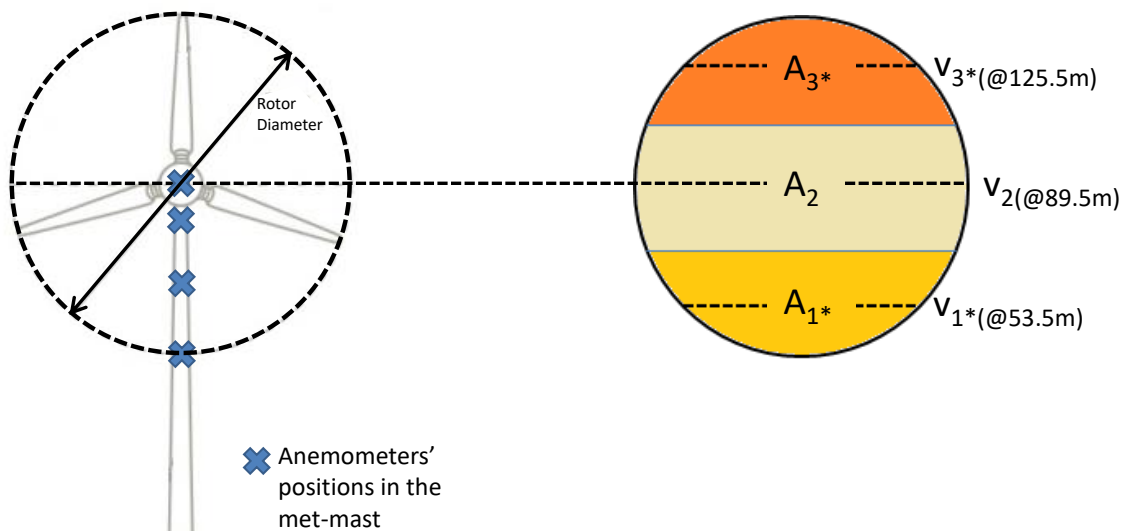 Rotor
Diameter
A3*
v3*(@125.5m)
A2
v2(@89.5m)
A1*
v1*(@53.5m)
Anemometers’
positions in the
met-mast